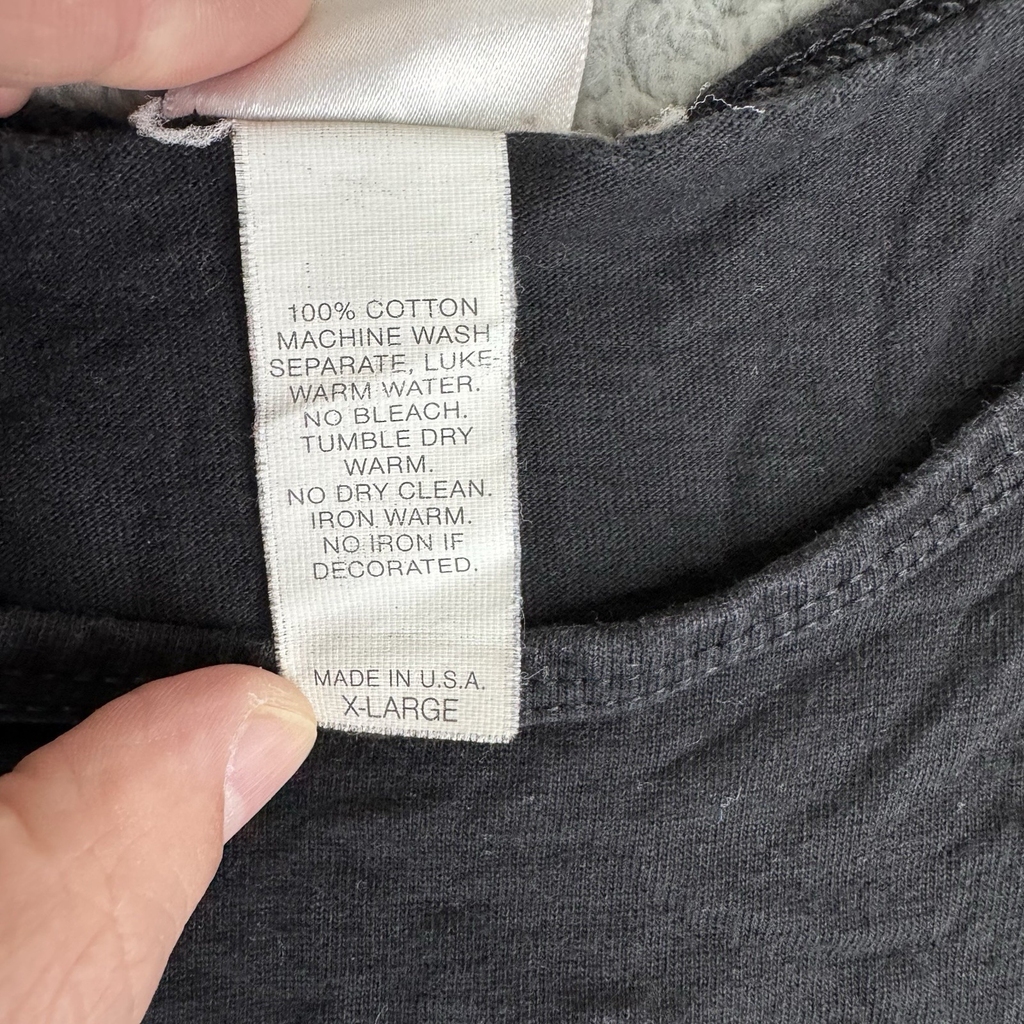 100% COTTON
MACHINE WASH
SEPARATE, LUKE-
WARM WATER.
NO BLEACH.
TUMBLE DRY
WARM.
NO DRY CLEAN.
IRON WARM.
NO IRON IF
DECORATED.
MADE IN U.S.A.
X-LARGE